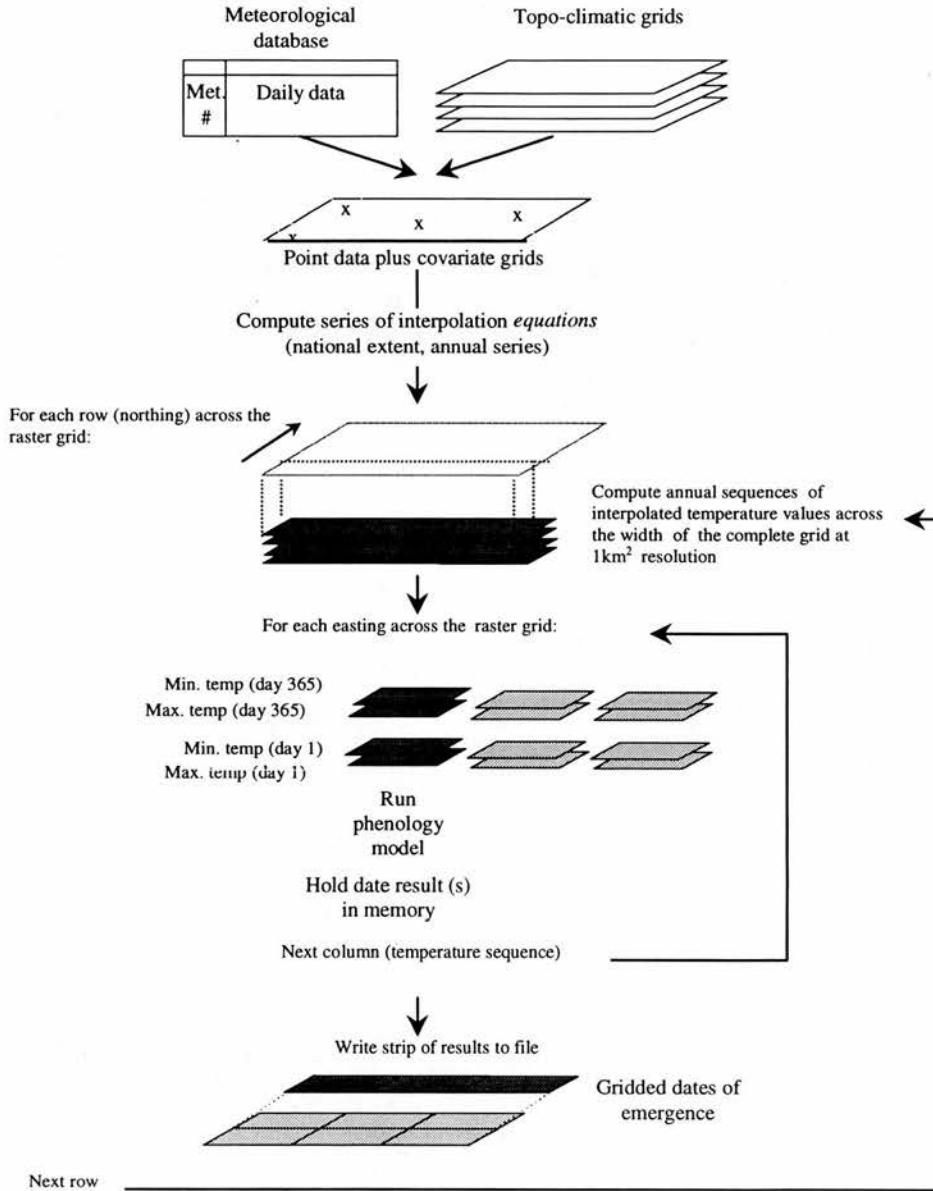 Meteorological
database
Topo-climatic grids
Met.
#
Daily data
x
x
x
x
Point data plus covariate grids
Compute series of interpolation equations
(national extent, annual series)
For each row (northing) across the
raster grid:
Compute annual sequences of
interpolated temperature values across
the width of the complete grid at
1km² resolution
For each easting across the raster grid:
Min. temp (day 365)
Max. temp (day 365)
Min. temp (day 1)
Max. temp (day 1)
Run
phenology
model
Hold date result (s)
in memory
Next column (temperature sequence)
Write strip of results to file
Gridded dates of
emergence
Next row